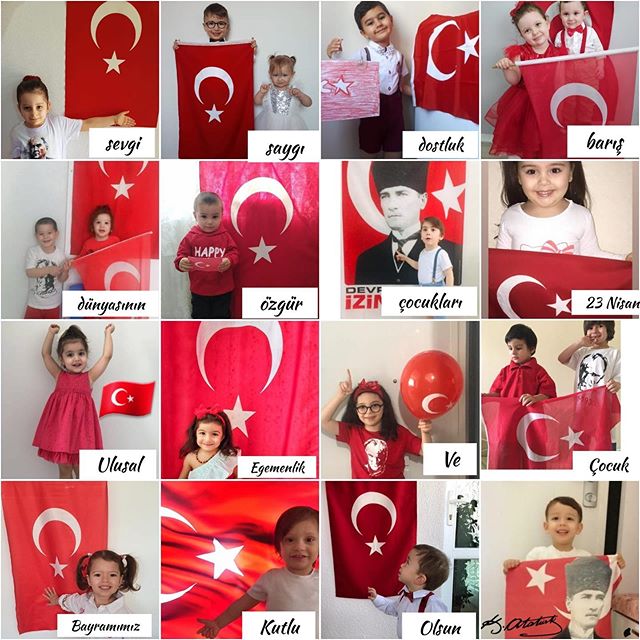 sevgi
saygı
dostluk
barış
HAPPY
dünyasının
özgür
DEV
İZİN
çocukları
23 Nisan
Ulusal
Egemenlik
Ve
Çocuk
Bayramımız
Kutlu
Olsun
K. Atatürk